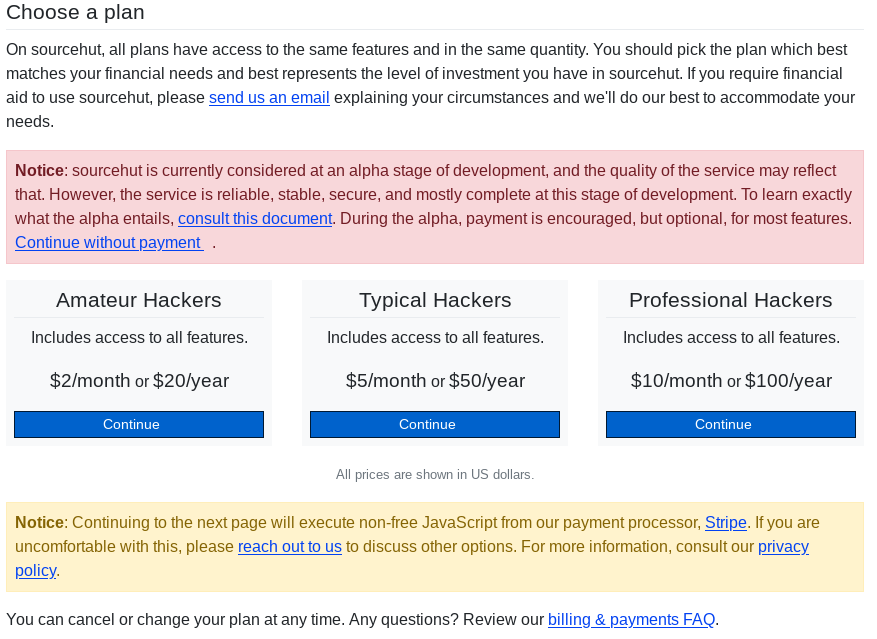 Choose a plan
On sourcehut, all plans have access to the same features and in the same quantity. You should pick the plan which best
matches your financial needs and best represents the level of investment you have in sourcehut. If you require financial
aid to use sourcehut, please send us an email explaining your circumstances and we'll do our best to accommodate your
needs.
Notice: sourcehut is currently considered at an alpha stage of development, and the quality of the service may reflect
that. However, the service is reliable, stable, secure, and mostly complete at this stage of development. To learn exactly
what the alpha entails, consult this document. During the alpha, payment is encouraged, but optional, for most features.
Continue without payment .
Amateur Hackers
Includes access to all features.
$2/month or $20/year
Continue
Typical Hackers
Includes access to all features.
$5/month or $50/year
Continue
Professional Hackers
Includes access to all features.
$10/month or $100/year
Continue
All prices are shown in US dollars.
Notice: Continuing to the next page will execute non-free JavaScript from our payment processor, Stripe. If you are
uncomfortable with this, please reach out to us to discuss other options. For more information, consult our privacy
policy.
You can cancel or change your plan at any time. Any questions? Review our billing & payments FAQ.